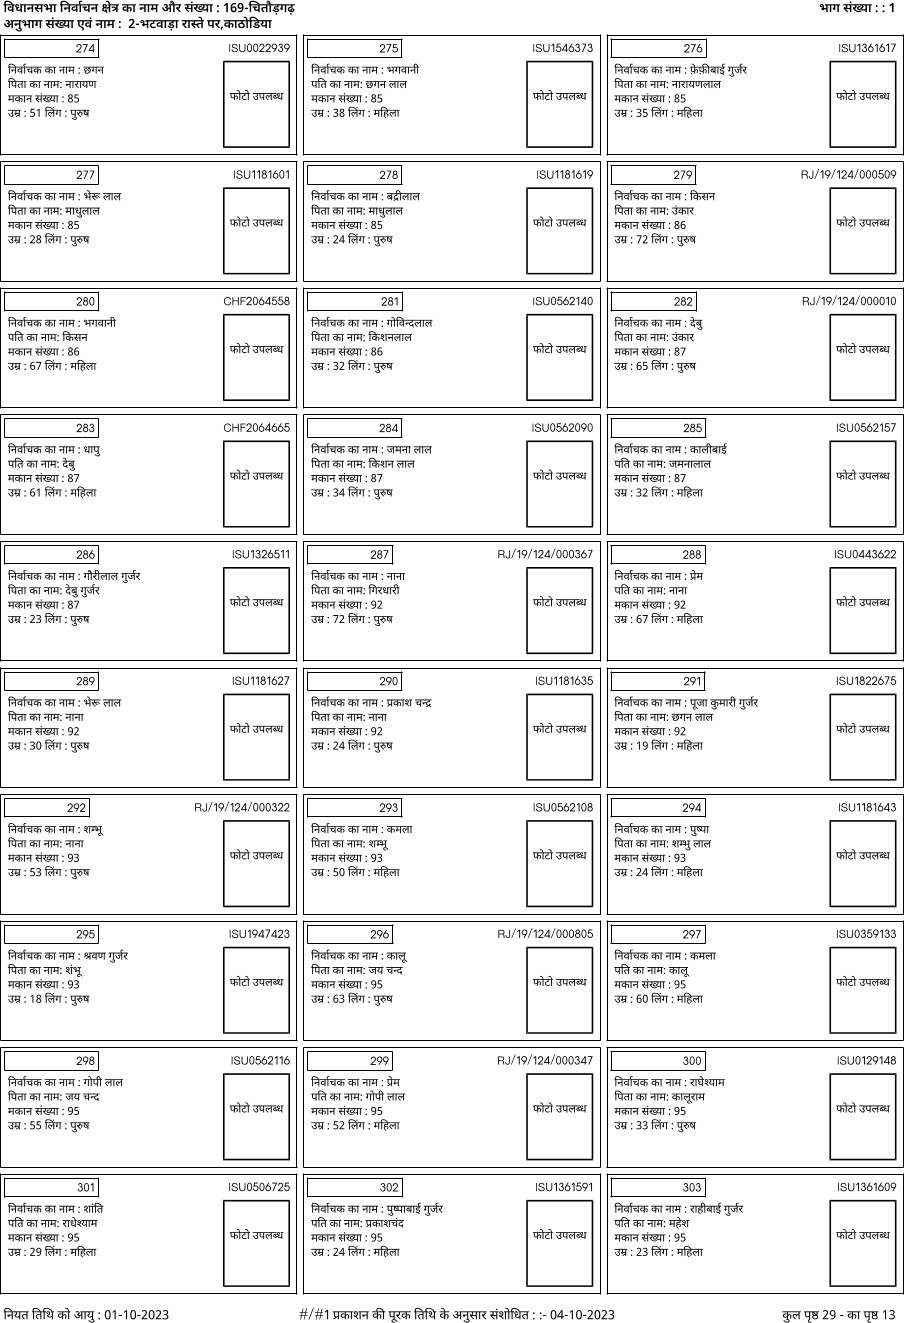 विधानसभा निर्वाचन क्षेत्र का नाम और संख्या : 169-चितौड़गढ़ भाग संख्या : : 1
अनुभाग संख्या एवं नाम : 2-भटवाड़ा रास्ते पर,काठोडिया
274 ISU0022939
निर्वाचक का नाम : छगन
पिता का नाम: नारायण
मकान संख्या : 85
उम्र : 51 लिंग : पुरुष
फोटो उपलब्ध
275 ISU1546373
निर्वाचक का नाम : भगवानी
पति का नाम: छगन लाल
मकान संख्या : 85
उम्र : 38 लिंग : महिला
फोटो उपलब्ध
276 ISU1361617
निर्वाचक का नाम : फ़ेफ़ीबाई गुर्जर
पिता का नाम: नारायणलाल
मकान संख्या : 85
उम्र : 35 लिंग : महिला
फोटो उपलब्ध
277 ISU1181601
निर्वाचक का नाम : भेरू लाल
पिता का नाम: माधुलाल
मकान संख्या : 85
उम्र : 28 लिंग : पुरुष
फोटो उपलब्ध
278 ISU1181619
निर्वाचक का नाम : बद्रीलाल
पिता का नाम: माधुलाल
मकान संख्या : 85
उम्र : 24 लिंग : पुरुष
फोटो उपलब्ध
279 RJ/19/124/000509
निर्वाचक का नाम : किसन
पिता का नाम: उंकार
मकान संख्या : 86
उम्र : 72 लिंग : पुरुष
फोटो उपलब्ध
280 CHF2064558
निर्वाचक का नाम : भगवानी
पति का नाम: किसन
मकान संख्या : 86
उम्र : 67 लिंग : महिला
फोटो उपलब्ध
281 ISU0562140
निर्वाचक का नाम : गोविन्दलाल
पिता का नाम: किशनलाल
मकान संख्या : 86
उम्र : 32 लिंग : पुरुष
फोटो उपलब्ध
282 RJ/19/124/000010
निर्वाचक का नाम : देबु
पिता का नाम: उंकार
मकान संख्या : 87
उम्र : 65 लिंग : पुरुष
फोटो उपलब्ध
283 CHF2064665
निर्वाचक का नाम : धापु
पति का नाम: देबु
मकान संख्या : 87
उम्र : 61 लिंग : महिला
फोटो उपलब्ध
284 ISU0562090
निर्वाचक का नाम : जमना लाल
पिता का नाम: किशन लाल
मकान संख्या : 87
उम्र : 34 लिंग : पुरुष
फोटो उपलब्ध
285 ISU0562157
निर्वाचक का नाम : कालीबाई
पति का नाम: जमनालाल
मकान संख्या : 87
उम्र : 32 लिंग : महिला
फोटो उपलब्ध
286 ISU1326511
निर्वाचक का नाम : गौरीलाल गुर्जर
पिता का नाम: देबु गुर्जर
मकान संख्या : 87
उम्र : 23 लिंग : पुरुष
फोटो उपलब्ध
287 RJ/19/124/000367
निर्वाचक का नाम : नाना
पिता का नाम: गिरधारी
मकान संख्या : 92
उम्र : 72 लिंग : पुरुष
फोटो उपलब्ध
288 ISU0443622
निर्वाचक का नाम : प्रेम
पति का नाम: नाना
मकान संख्या : 92
उम्र : 67 लिंग : महिला
फोटो उपलब्ध
289 ISU1181627
निर्वाचक का नाम : भेरू लाल
पिता का नाम: नाना
मकान संख्या : 92
उम्र : 30 लिंग : पुरुष
फोटो उपलब्ध
290 ISU1181635
निर्वाचक का नाम : प्रकाश चन्द्र
पिता का नाम: नाना
मकान संख्या : 92
उम्र : 24 लिंग : पुरुष
फोटो उपलब्ध
291 ISU1822675
निर्वाचक का नाम : पूजा कुमारी गुर्जर
पिता का नाम: छगन लाल
मकान संख्या : 92
उम्र : 19 लिंग : महिला
फोटो उपलब्ध
292 RJ/19/124/000322
निर्वाचक का नाम : शम्भू
पिता का नाम: नाना
मकान संख्या : 93
उम्र : 53 लिंग : पुरुष
फोटो उपलब्ध
293 ISU0562108
निर्वाचक का नाम : कमला
पिता का नाम: शम्भू
मकान संख्या : 93
उम्र : 50 लिंग : महिला
फोटो उपलब्ध
294 ISU1181643
निर्वाचक का नाम : पुष्पा
पिता का नाम: शम्भु लाल
मकान संख्या : 93
उम्र : 24 लिंग : महिला
फोटो उपलब्ध
295 ISU1947423
निर्वाचक का नाम : श्रवण गुर्जर
पिता का नाम: शंभू
मकान संख्या : 93
उम्र : 18 लिंग : पुरुष
फोटो उपलब्ध
296 RJ/19/124/000805
निर्वाचक का नाम : कालू
पिता का नाम: जय चन्द
मकान संख्या : 95
उम्र : 63 लिंग : पुरुष
फोटो उपलब्ध
297 ISU0359133
निर्वाचक का नाम : कमला
पति का नाम: कालू
मकान संख्या : 95
उम्र : 60 लिंग : महिला
फोटो उपलब्ध
298 ISU0562116
निर्वाचक का नाम : गोपी लाल
पिता का नाम: जय चन्द
मकान संख्या : 95
उम्र : 55 लिंग : पुरुष
फोटो उपलब्ध
299 RJ/19/124/000347
निर्वाचक का नाम : प्रेम
पति का नाम: गोपी लाल
मकान संख्या : 95
उम्र : 52 लिंग : महिला
फोटो उपलब्ध
300 ISU0129148
निर्वाचक का नाम : राधेश्याम
पिता का नाम: कालूराम
मकान संख्या : 95
उम्र : 33 लिंग : पुरुष
फोटो उपलब्ध
301 ISU0506725
निर्वाचक का नाम : शांति
पति का नाम: राधेश्याम
मकान संख्या : 95
उम्र : 29 लिंग : महिला
फोटो उपलब्ध
302 ISU1361591
निर्वाचक का नाम : पुष्पाबाई गुर्जर
पति का नाम: प्रकाशचंद
मकान संख्या : 95
उम्र : 24 लिंग : महिला
फोटो उपलब्ध
303 ISU1361609
निर्वाचक का नाम : राहीबाई गुर्जर
पति का नाम: महेश
मकान संख्या : 95
उम्र : 23 लिंग : महिला
फोटो उपलब्ध
नियत तिथि को आयु : 01-10-2023 #/#1 प्रकाशन की पूरक तिथि के अनुसार संशोधित : :- 04-10-2023 कुल पृष्ठ 29 - का पृष्ठ 13